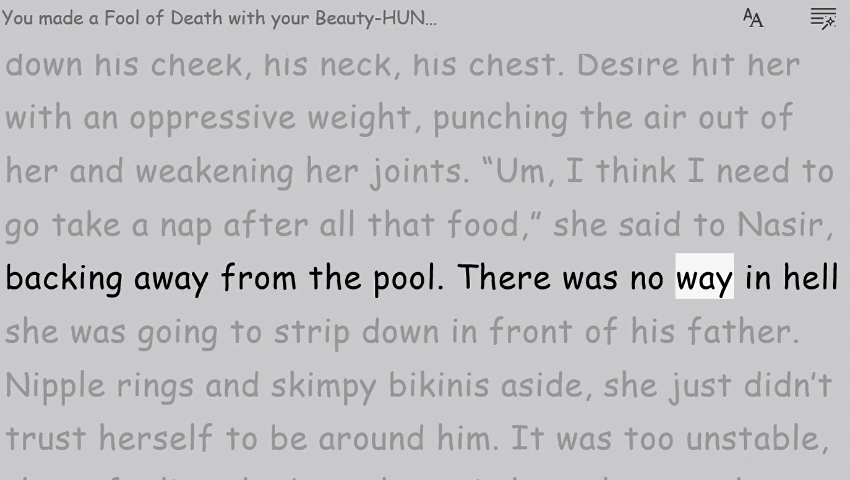 You made a Fool of Death with your Beauty-HUN...
AA
down his cheek, his neck, his chest. Desire hit her
with an oppressive weight, punching the air out of
her and weakening her joints. “Um, I think I need to
go take a nap after all that food,” she said to Nasir,
backing away from the pool. There was no way in hell
she was going to strip down in front of his father.
Nipple rings and skimpy bikinis aside, she just didn’t
trust herself to be around him. It was too unstable,